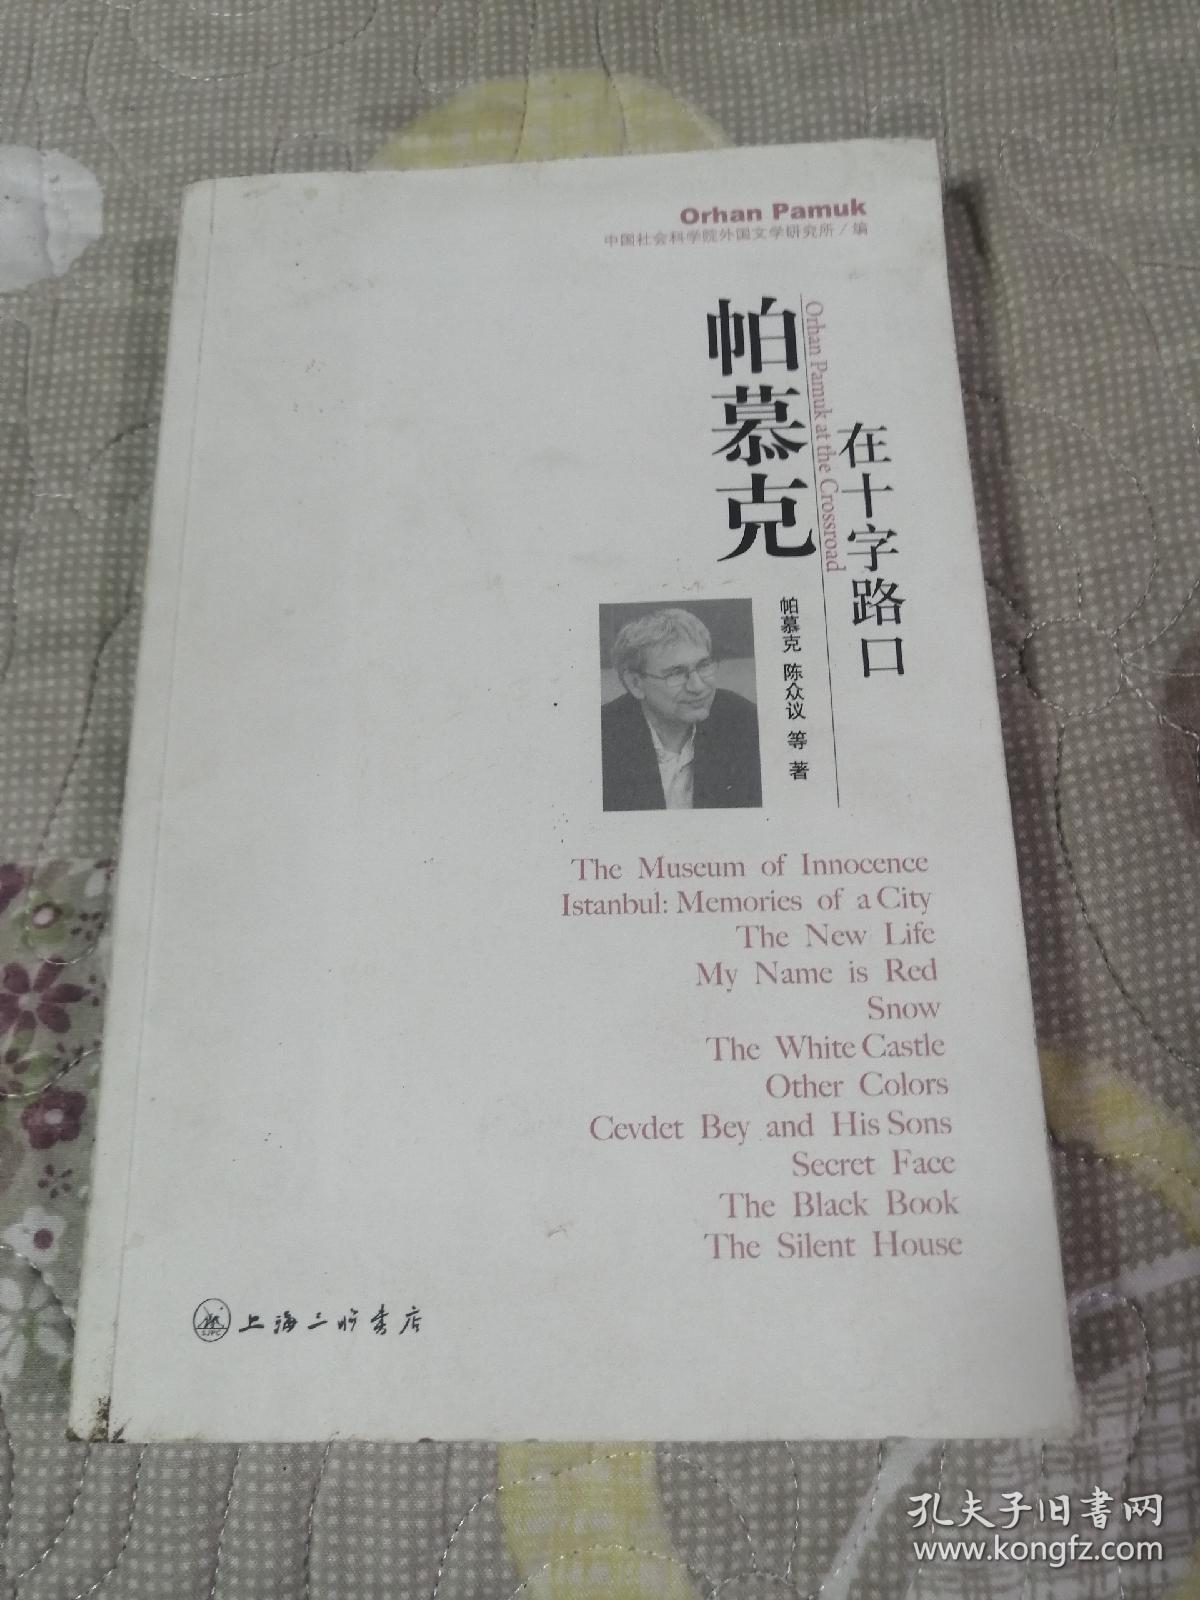 Orhan Pamuk
中国社会科学院外国文学研究所/编
帕慕克
Orhan Pamuk at the Crossroad
在十字路口
帕慕克 陈众议 等 著
The Museum of Innocence
Istanbul: Memories of a City
The New Life
My Name is Red
Snow
The White Castle
Other Colors
Cevdet Bey and His Sons
Secret Face
The Black Book
The Silent House
SJPC
上海三联书店
孔夫子旧书网
www.kongfz.com